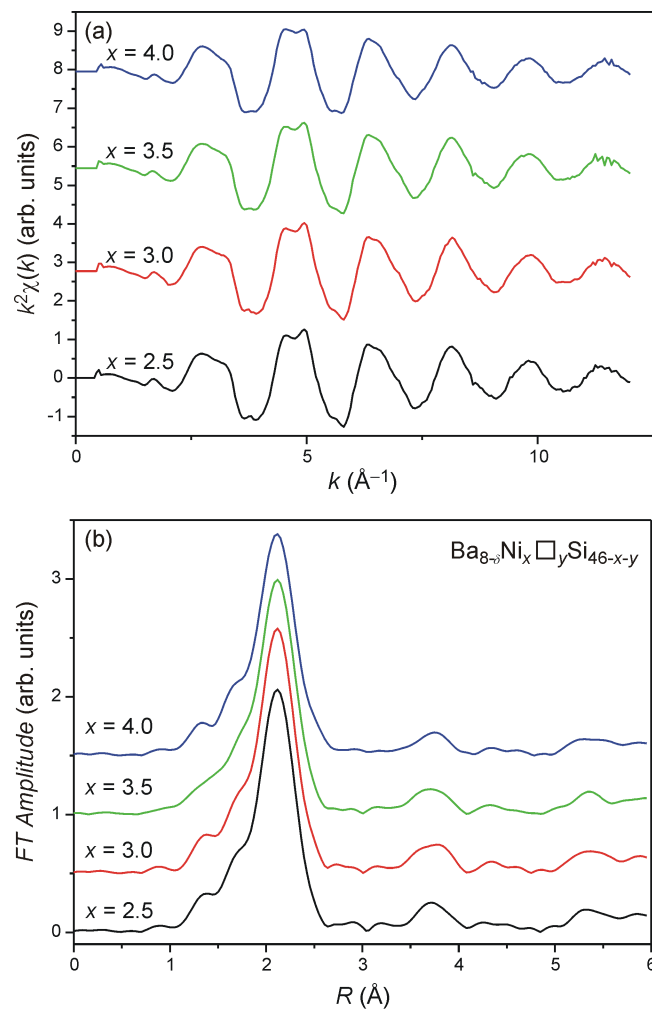 (a)
9
x = 4.0
8
7
6
x = 3.5
5
4
x = 3.0
3
2
1
x = 2.5
0
-1
k²χ(k) (arb. units)
0 5 10
k (Å⁻¹)
(b)
Ba₈₋δNiₓ□ᵧSi₄₆₋ₓ₋ᵧ
3
2
x = 4.0
x = 3.5
1
x = 3.0
x = 2.5
0
FT Amplitude (arb. units)
0 1 2 3 4 5 6
R (Å)